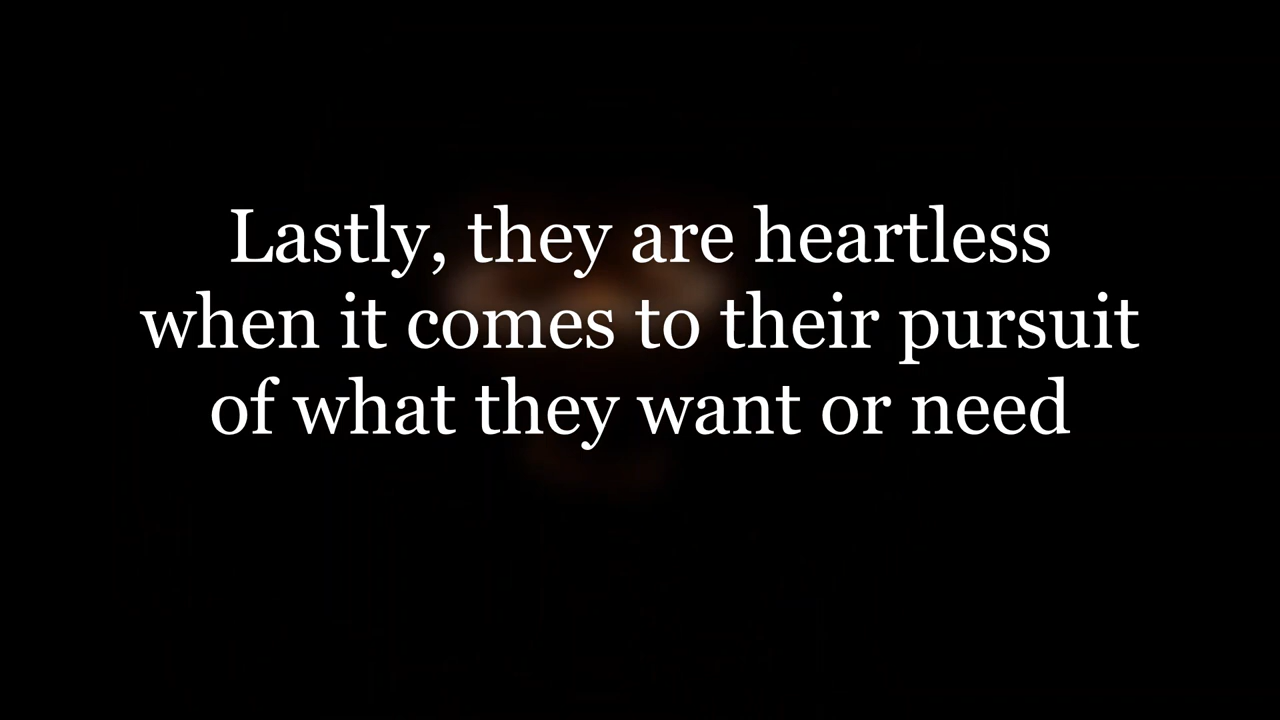 Lastly, they are heartless
when it comes to their pursuit
of what they want or need